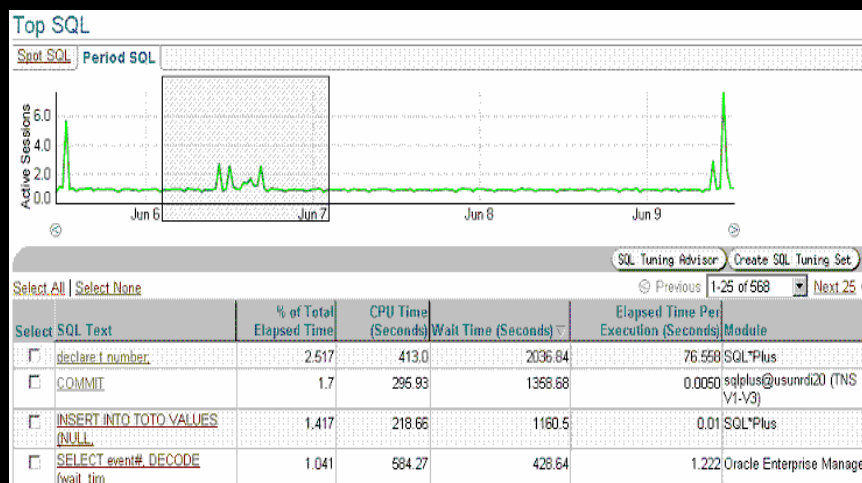 Top SQL
Spot SQL Period SQL
Active Sessions
6.0
4.0
2.0
0.0
Jun 6 Jun 7 Jun 8 Jun 9
SQL Tuning Advisor Create SQL Tuning Set
Select All | Select None Previous 1-25 of 568 Next 25
Select SQL Text % of Total Elapsed Time CPU Time (Seconds) Wait Time (Seconds) Elapsed Time Per Execution (Seconds) Module
declare t number; 2.517 413.0 2036.84 76.558 SQL*Plus
COMMIT 1.7 295.93 1358.68 0.0050 sqlplus@usunrdi20 (TNS
V1-V3)
INSERT INTO TOTO VALUES
(NULL, 1.417 218.66 1160.5 0.01 SQL*Plus
SELECT event#, DECODE
(wait_tim 1.041 584.27 428.64 1.222 Oracle Enterprise Manage